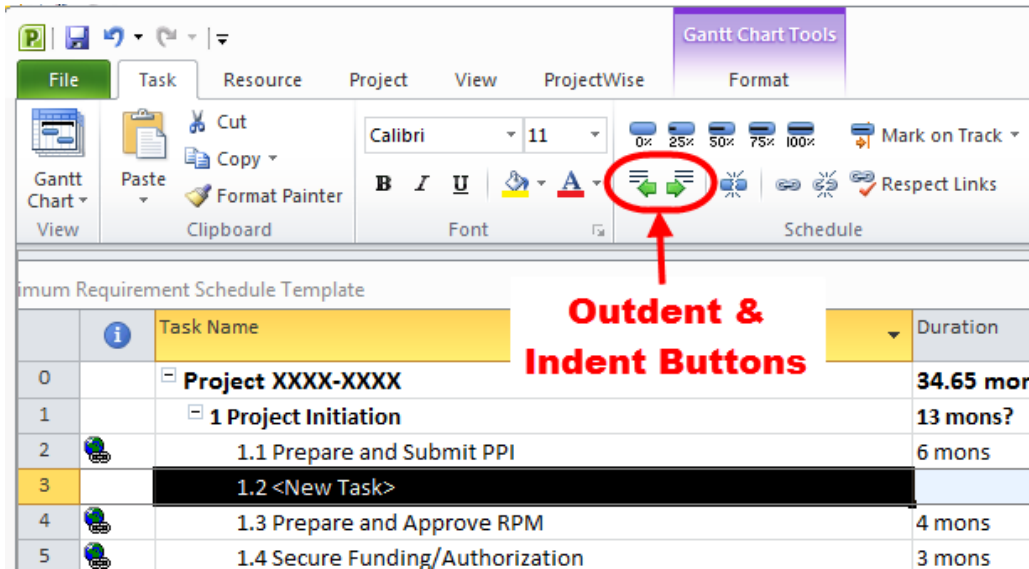 Gantt Chart Tools
File Task Resource Project View ProjectWise Format
Cut
Copy
Format Painter
Paste
Gantt
Chart
Calibri 11
B I U A
0% 25% 50% 75% 100%
Mark on Track
Respect Links
View Clipboard Font Schedule
imum Requirement Schedule Template
Outdent &
Indent Buttons
Task Name Duration
0 Project XXXX-XXXX 34.65 mor
1 1 Project Initiation 13 mons?
2 1.1 Prepare and Submit PPI 6 mons
3 1.2 <New Task>
4 1.3 Prepare and Approve RPM 4 mons
5 1.4 Secure Funding/Authorization 3 mons